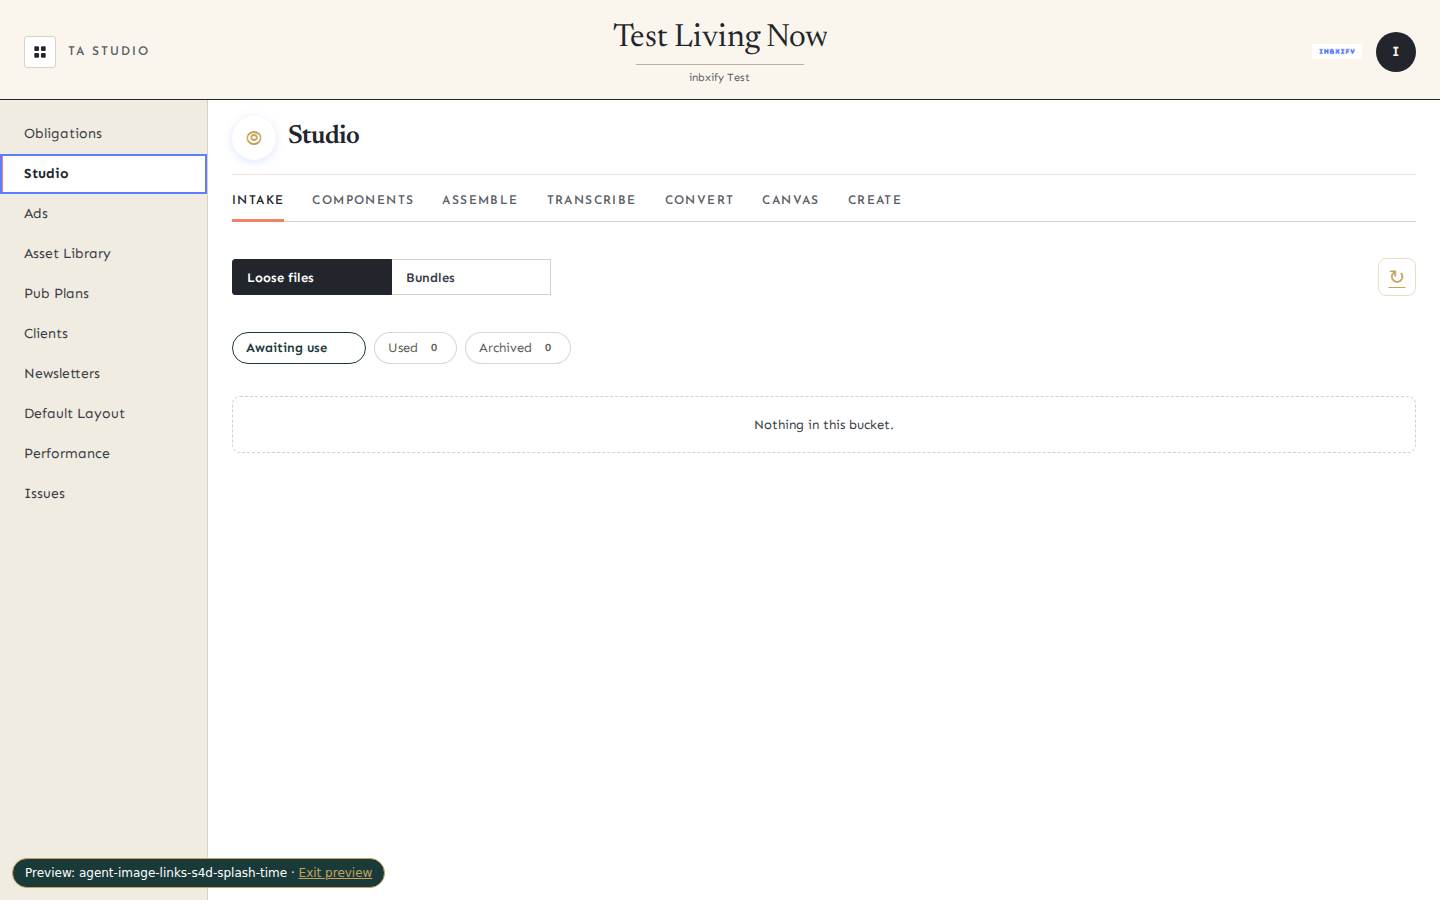 TA STUDIO
Test Living Now
inbxify Test
INBXIFY
I
Obligations
Studio
Ads
Asset Library
Pub Plans
Clients
Newsletters
Default Layout
Performance
Issues
Studio
INTAKE COMPONENTS ASSEMBLE TRANSCRIBE CONVERT CANVAS CREATE
Loose files Bundles
Awaiting use Used 0 Archived 0
Nothing in this bucket.
Preview: agent-image-links-s4d-splash-time · Exit preview